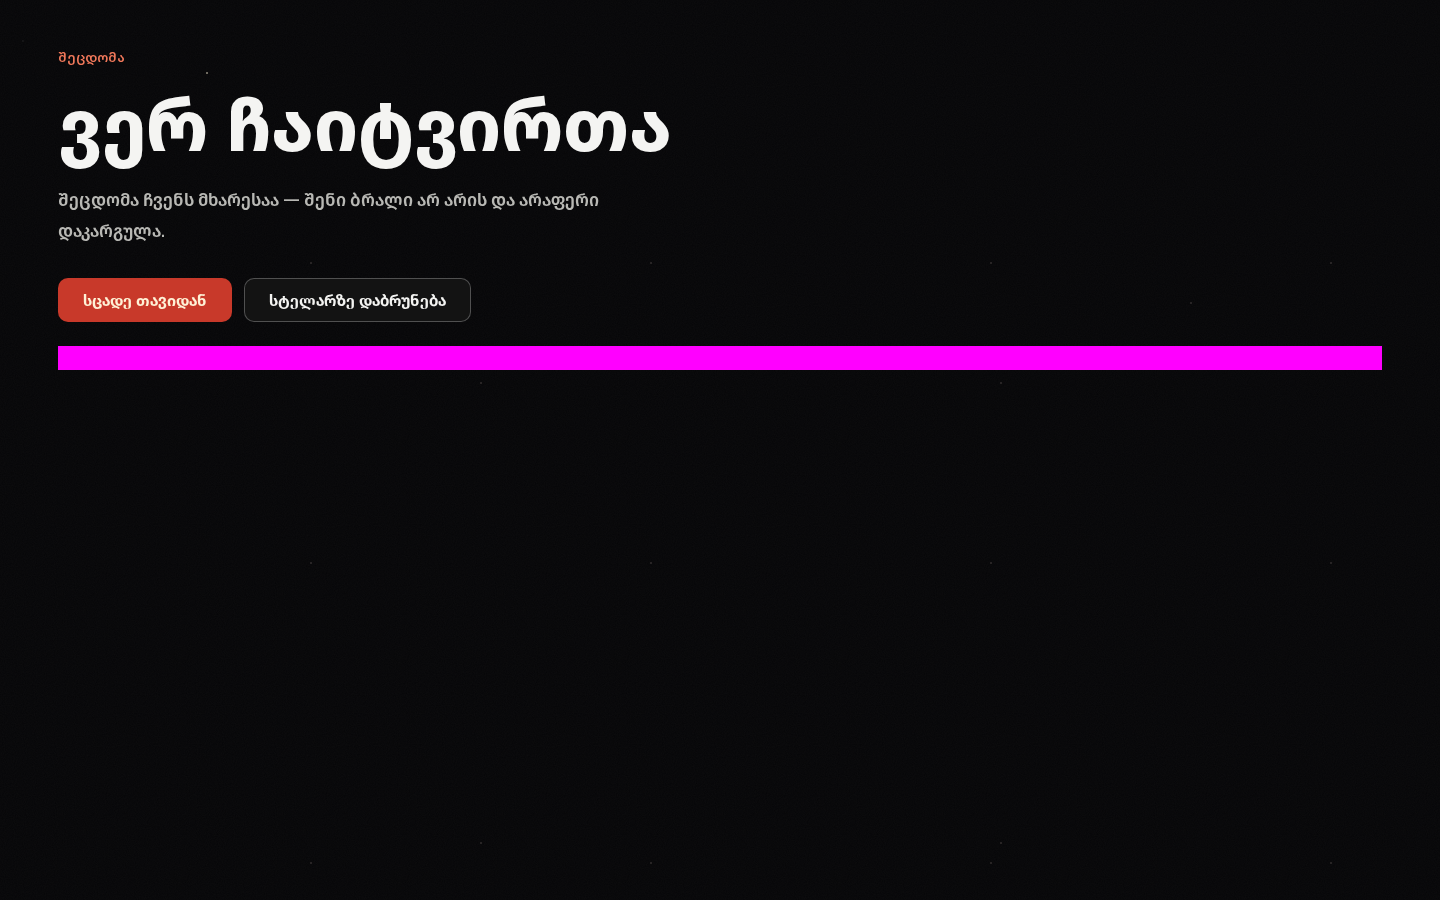 შეცდომა
ვერ ჩაიტვირთა
შეცდომა ჩვენს მხარესაა — შენი ბრალი არ არის და არაფერი
დაკარგულა.
სცადე თავიდან
სტელარზე დაბრუნება